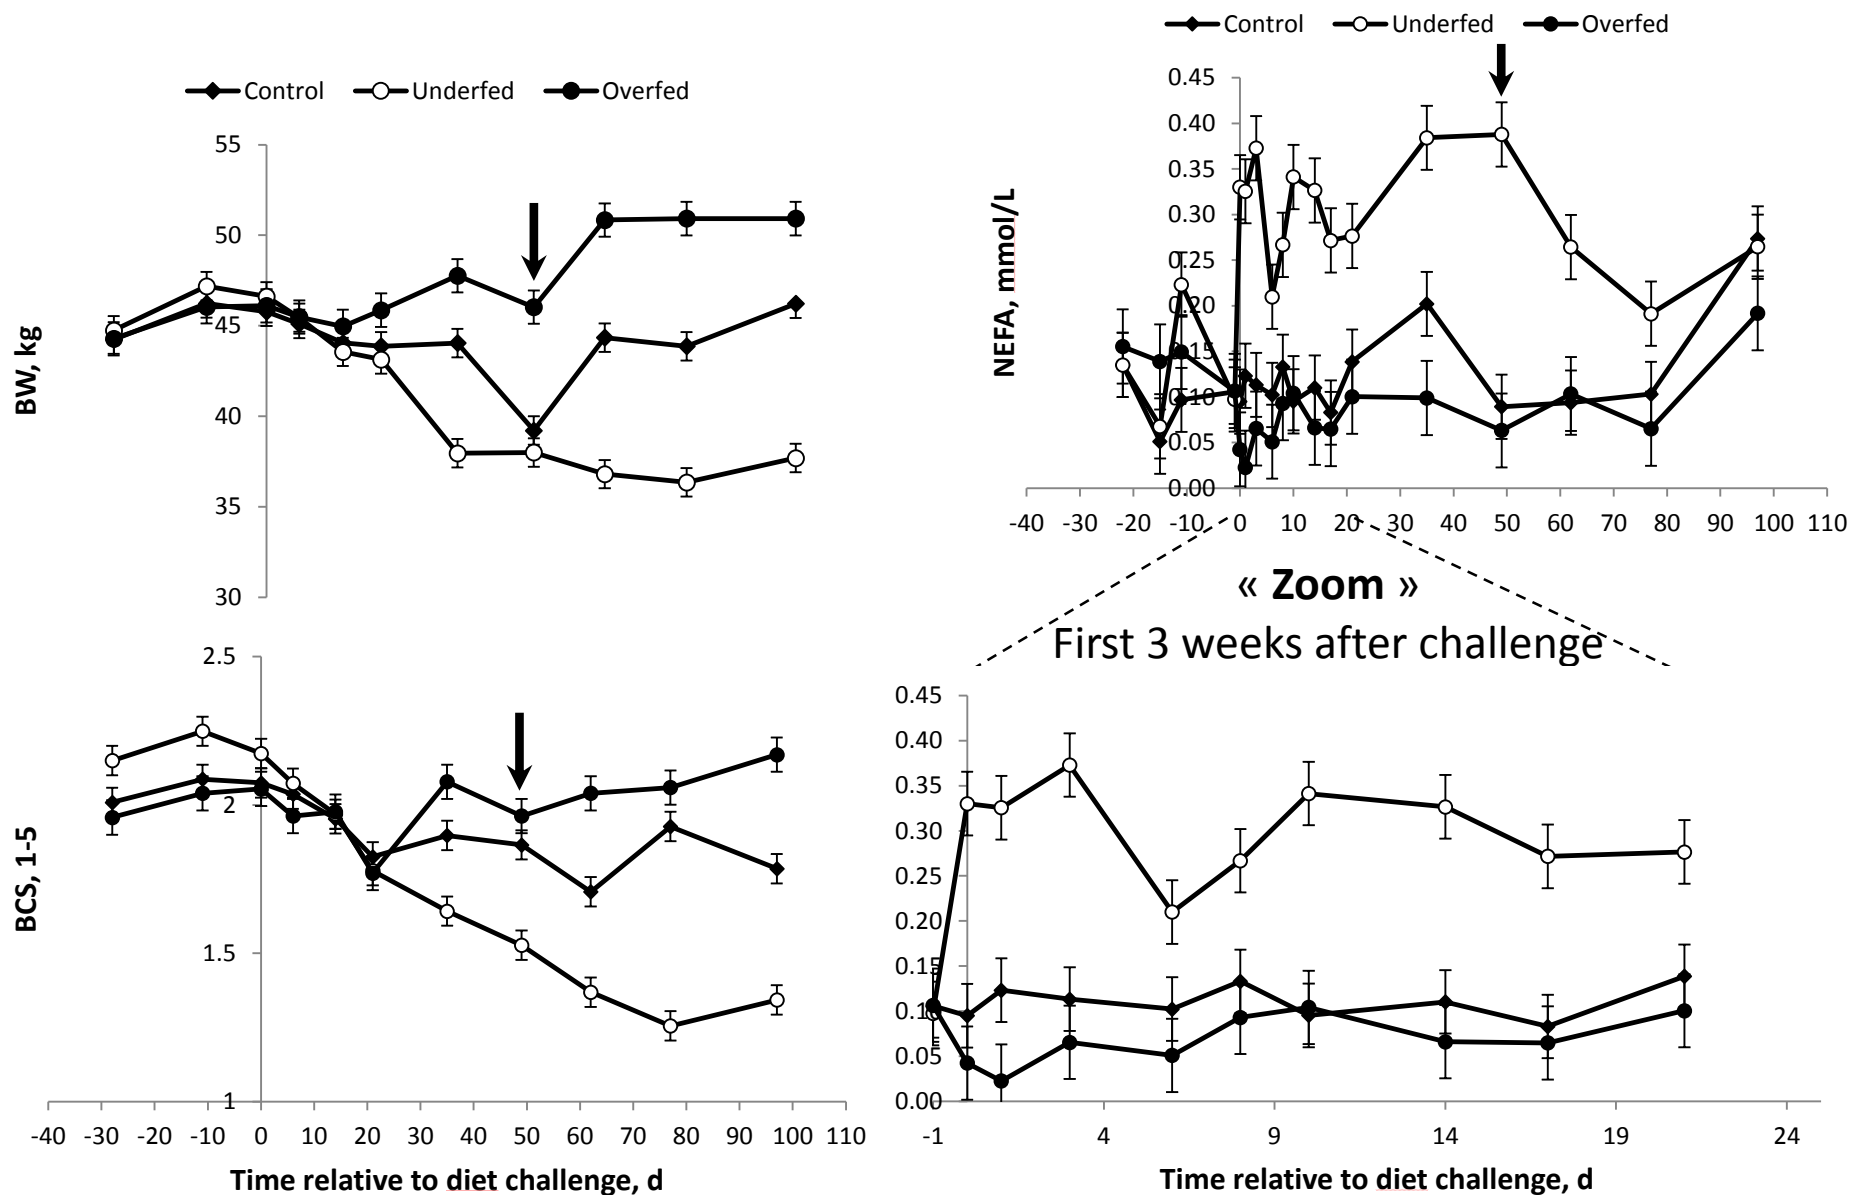 Control Underfed Overfed
55
50
45
40
35
30
BW, kg
Control Underfed Overfed
0.45
0.40
0.35
0.30
0.25
0.20
0.15
0.10
0.05
0.00
NEFA, mmol/L
-40 -30 -20 -10 0 10 20 30 40 50 60 70 80 90 100 110
« Zoom »
First 3 weeks after challenge
2.5
2
1.5
1
BCS, 1-5
-40 -30 -20 -10 0 10 20 30 40 50 60 70 80 90 100 110
Time relative to diet challenge, d
0.45
0.40
0.35
0.30
0.25
0.20
0.15
0.10
0.05
0.00
-1 4 9 14 19 24
Time relative to diet challenge, d